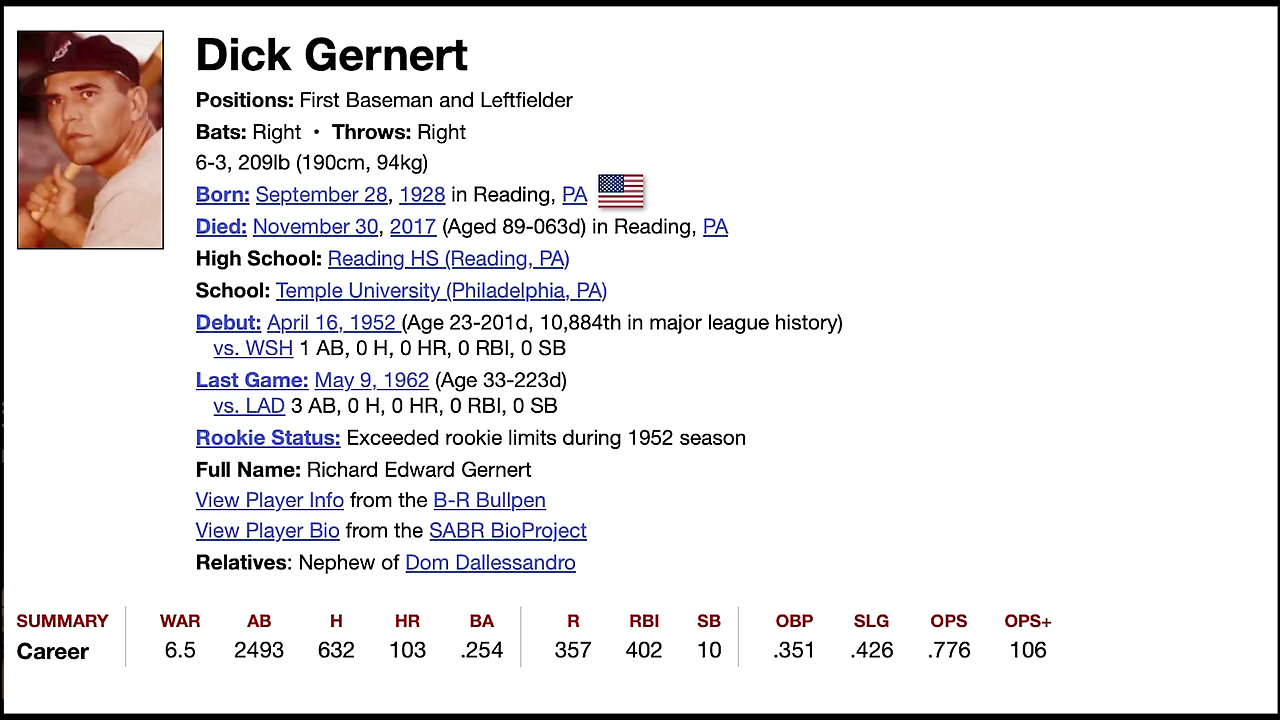 Dick Gernert
Positions: First Baseman and Leftfielder
Bats: Right • Throws: Right
6-3, 209lb (190cm, 94kg)
Born: September 28, 1928 in Reading, PA
Died: November 30, 2017 (Aged 89-063d) in Reading, PA
High School: Reading HS (Reading, PA)
School: Temple University (Philadelphia, PA)
Debut: April 16, 1952 (Age 23-201d, 10,884th in major league history)
vs. WSH 1 AB, 0 H, 0 HR, 0 RBI, 0 SB
Last Game: May 9, 1962 (Age 33-223d)
vs. LAD 3 AB, 0 H, 0 HR, 0 RBI, 0 SB
Rookie Status: Exceeded rookie limits during 1952 season
Full Name: Richard Edward Gernert
View Player Info from the B-R Bullpen
View Player Bio from the SABR BioProject
Relatives: Nephew of Dom Dallessandro
SUMMARY WAR AB H HR BA R RBI SB OBP SLG OPS OPS+
Career 6.5 2493 632 103 .254 357 402 10 .351 .426 .776 106